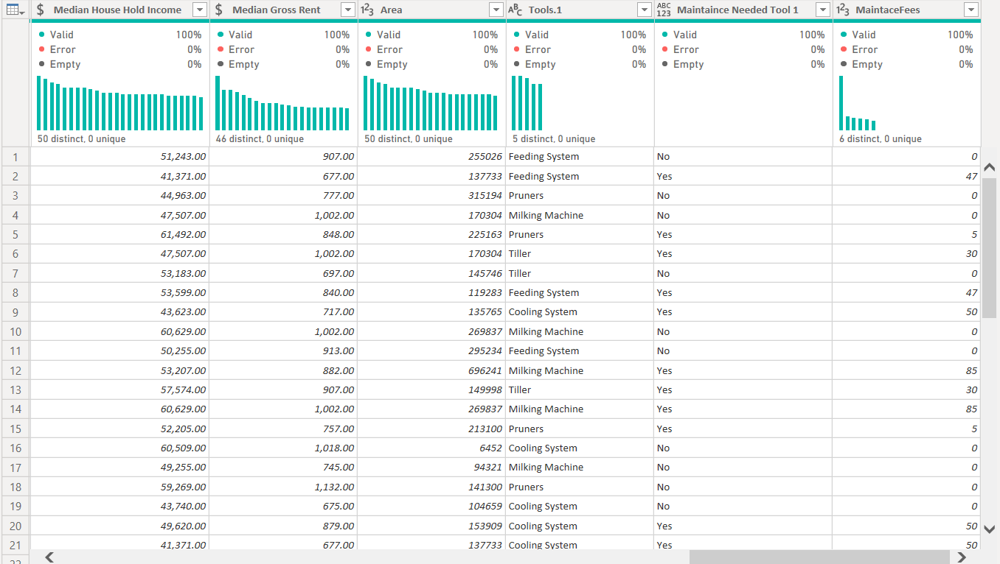 $ Median House Hold Income $ Median Gross Rent 123 Area ABC Tools.1 ABC 123 Maintaince Needed Tool 1 123 MaintaceFees
Valid 100% Valid 100% Valid 100% Valid 100% Valid 100% Valid 100%
Error 0% Error 0% Error 0% Error 0% Error 0% Error 0%
Empty 0% Empty 0% Empty 0% Empty 0% Empty 0% Empty 0%
50 distinct, 0 unique 46 distinct, 0 unique 50 distinct, 0 unique 5 distinct, 0 unique 6 distinct, 0 unique
1 51,243.00 907.00 255026 Feeding System No 0
2 41,371.00 677.00 137733 Feeding System Yes 47
3 44,963.00 777.00 315194 Pruners No 0
4 47,507.00 1,002.00 170304 Milking Machine No 0
5 61,492.00 848.00 225163 Pruners Yes 5
6 47,507.00 1,002.00 170304 Tiller Yes 30
7 53,183.00 697.00 145746 Tiller No 0
8 53,599.00 840.00 119283 Feeding System Yes 47
9 43,623.00 717.00 135765 Cooling System Yes 50
10 60,629.00 1,002.00 269837 Milking Machine No 0
11 50,255.00 913.00 295234 Feeding System No 0
12 53,207.00 882.00 696241 Milking Machine Yes 85
13 57,574.00 907.00 149998 Tiller Yes 30
14 60,629.00 1,002.00 269837 Milking Machine Yes 85
15 52,205.00 757.00 213100 Pruners Yes 5
16 60,509.00 1,018.00 6452 Cooling System No 0
17 49,255.00 745.00 94321 Milking Machine No 0
18 59,269.00 1,132.00 141300 Pruners No 0
19 43,740.00 675.00 104659 Cooling System No 0
20 49,620.00 879.00 153909 Cooling System Yes 50
21 41,371.00 677.00 137733 Cooling System Yes 50